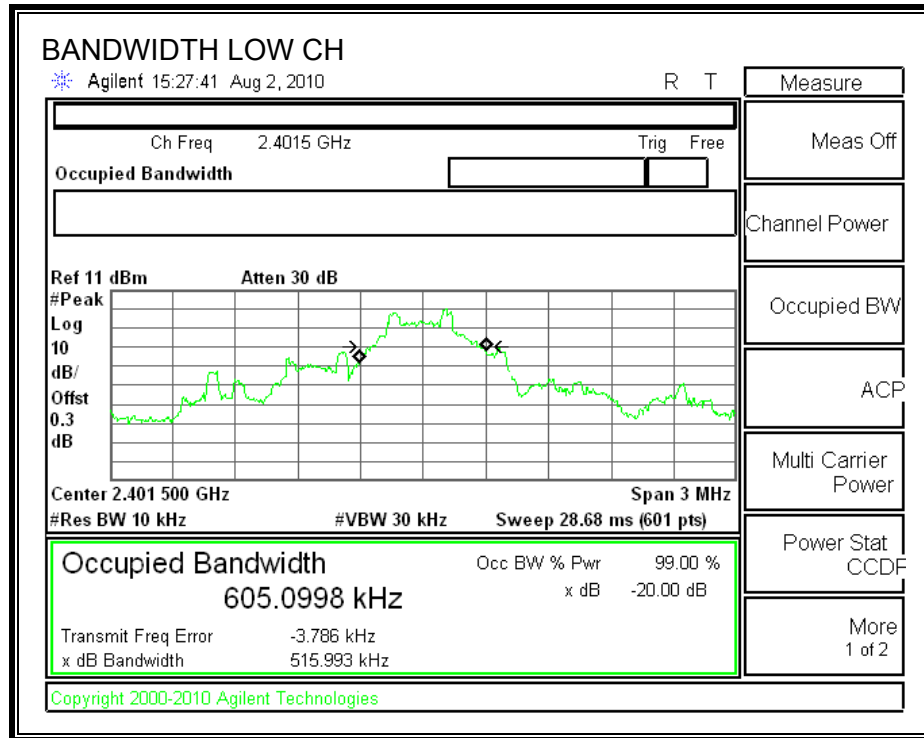 BANDWIDTH LOW CH
Agilent 15:27:41 Aug 2, 2010 R T
Measure
Ch Freq 2.4015 GHz Trig Free
Meas Off
Occupied Bandwidth
Channel Power
Ref 11 dBm Atten 30 dB
#Peak
Log
10
dB/
Offst
0.3
dB
Occupied BW
ACP
Multi Carrier
Power
Center 2.401 500 GHz Span 3 MHz
#Res BW 10 kHz #VBW 30 kHz Sweep 28.68 ms (601 pts)
Power Stat
CCDF
Occupied Bandwidth Occ BW % Pwr 99.00 %
605.0998 kHz x dB -20.00 dB
Transmit Freq Error -3.786 kHz
x dB Bandwidth 515.993 kHz
More
1 of 2
Copyright 2000-2010 Agilent Technologies